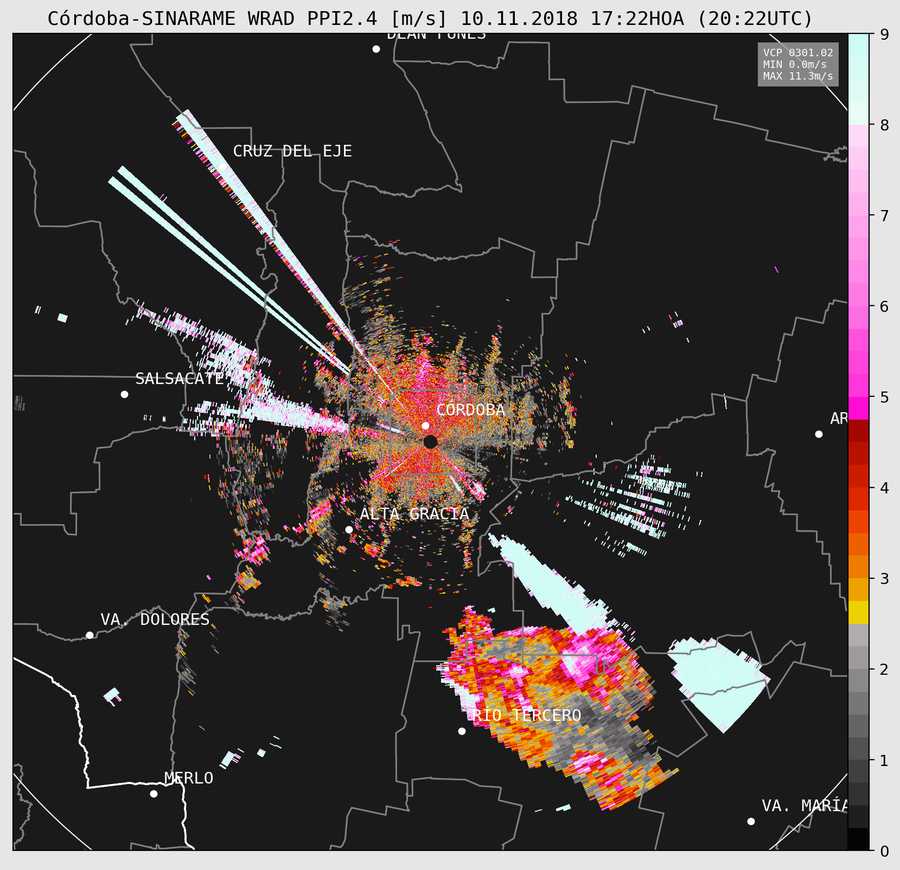 Córdoba-SINARAME WRAD PPI2.4 [m/s] 10.11.2018 17:22HOA (20:22UTC)
DEAN FUNES
VCP 0301.02
MIN 0.0m/s
MAX 11.3m/s
CRUZ DEL EJE
SALSACATE
CÓRDOBA
AR
ALTA GRACIA
VA. DOLORES
RÍO TERCERO
MERLO
VA. MARÍA
9
8
7
6
5
4
3
2
1
0